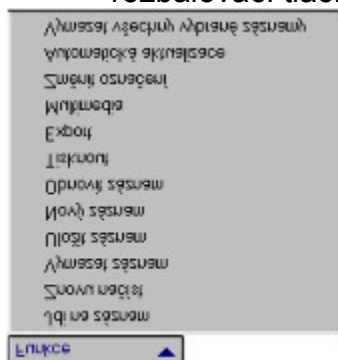 Funkce
Jdi na záznam
Znovu načíst
Vymazat záznam
Uložit záznam
Nový záznam
Obnovit záznam
Tisknout
Export
Multimedia
Změnit označení
Automatická aktualizace
Vymazat všechny vybrané záznamy